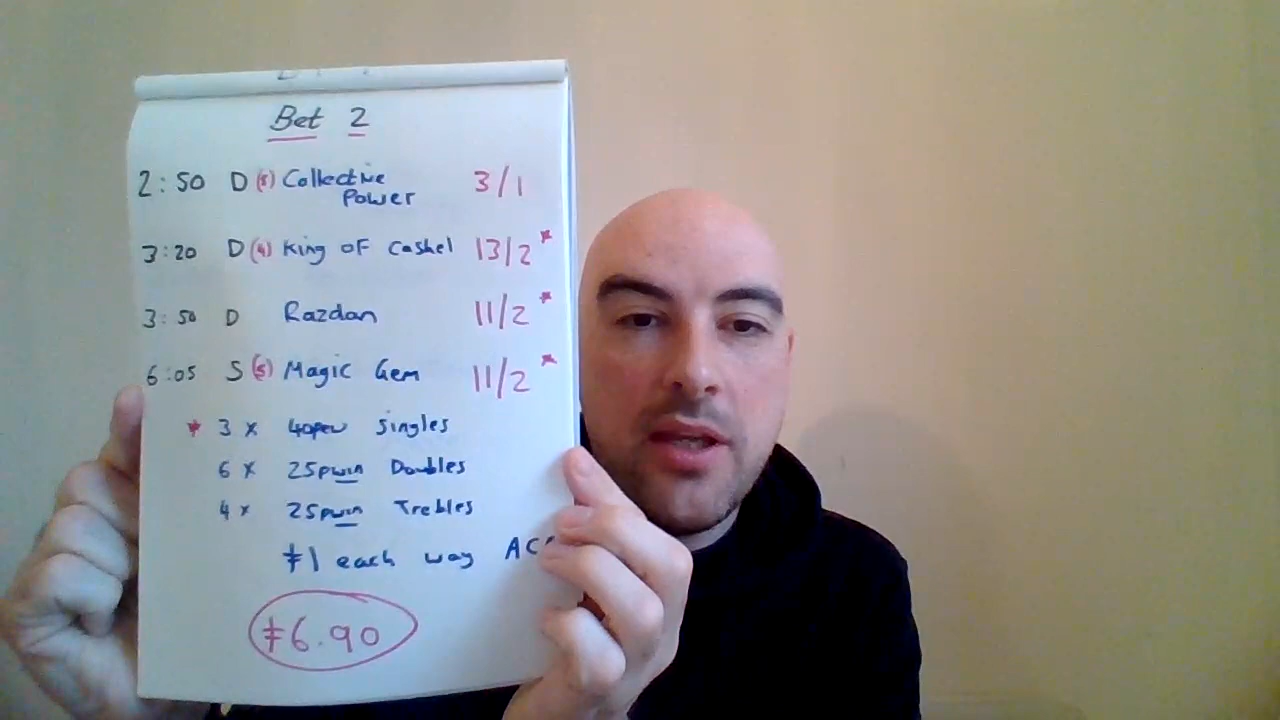 Bet 2
2:50 D (8) Collective
Power 3/1
3:20 D (4) King of Cashel 13/2 *
3:50 D Razdan 11/2 *
6:05 S (5) Magic Gem 11/2 *
* 3 x 40pew Singles
6 x 25pwin Doubles
4 x 25pwin Trebles
£1 each way
£6.90